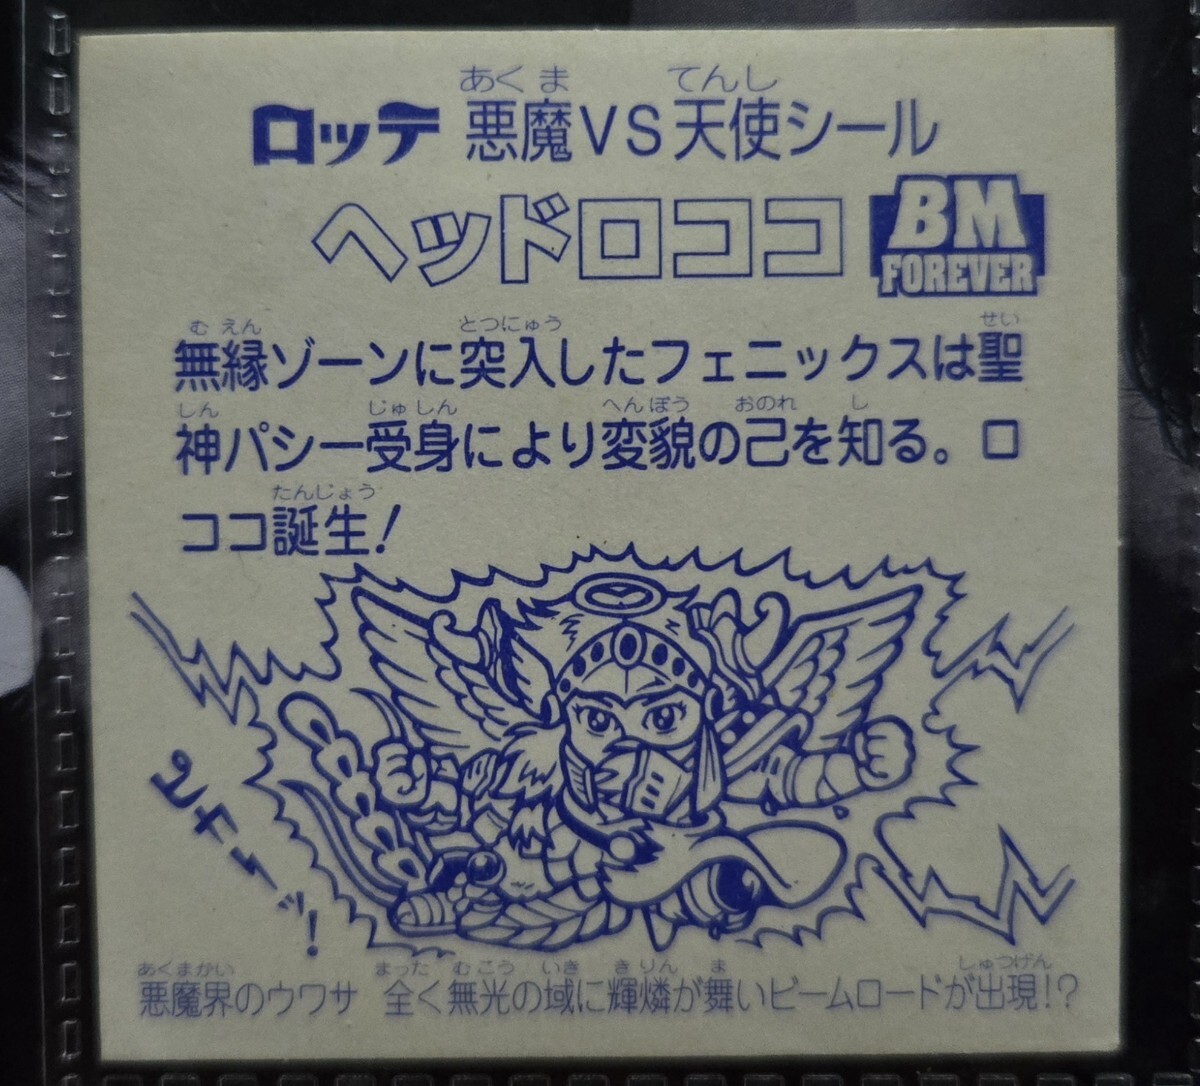 あくま てんし
ロッテ 悪魔VS天使シール
ヘッドロココ BM FOREVER
むえん とつにゅう せい
無縁ゾーンに突入したフェニックスは聖
しん じゅしん へんぼう おのれ し
神パシー受身により変貌の己を知る。ロ
たんじょう
ココ誕生!
ユナーッ!
あくまかい まった むこう いき きりん ま しゅつげん
悪魔界のウワサ 全く無光の域に輝燐が舞いビームロードが出現!?